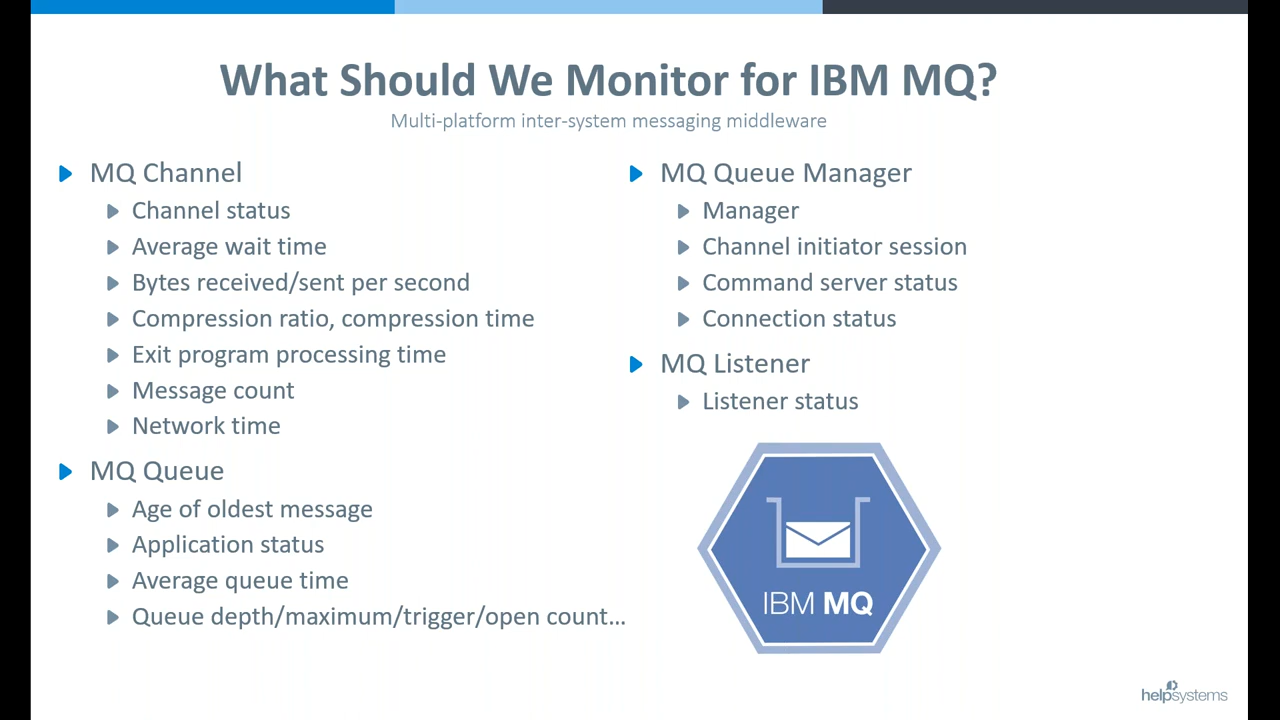 What Should We Monitor for IBM MQ?
Multi-platform inter-system messaging middleware
MQ Channel
Channel status
Average wait time
Bytes received/sent per second
Compression ratio, compression time
Exit program processing time
Message count
Network time
MQ Queue
Age of oldest message
Application status
Average queue time
Queue depth/maximum/trigger/open count...
MQ Queue Manager
Manager
Channel initiator session
Command server status
Connection status
MQ Listener
Listener status
IBM MQ
helpsystems